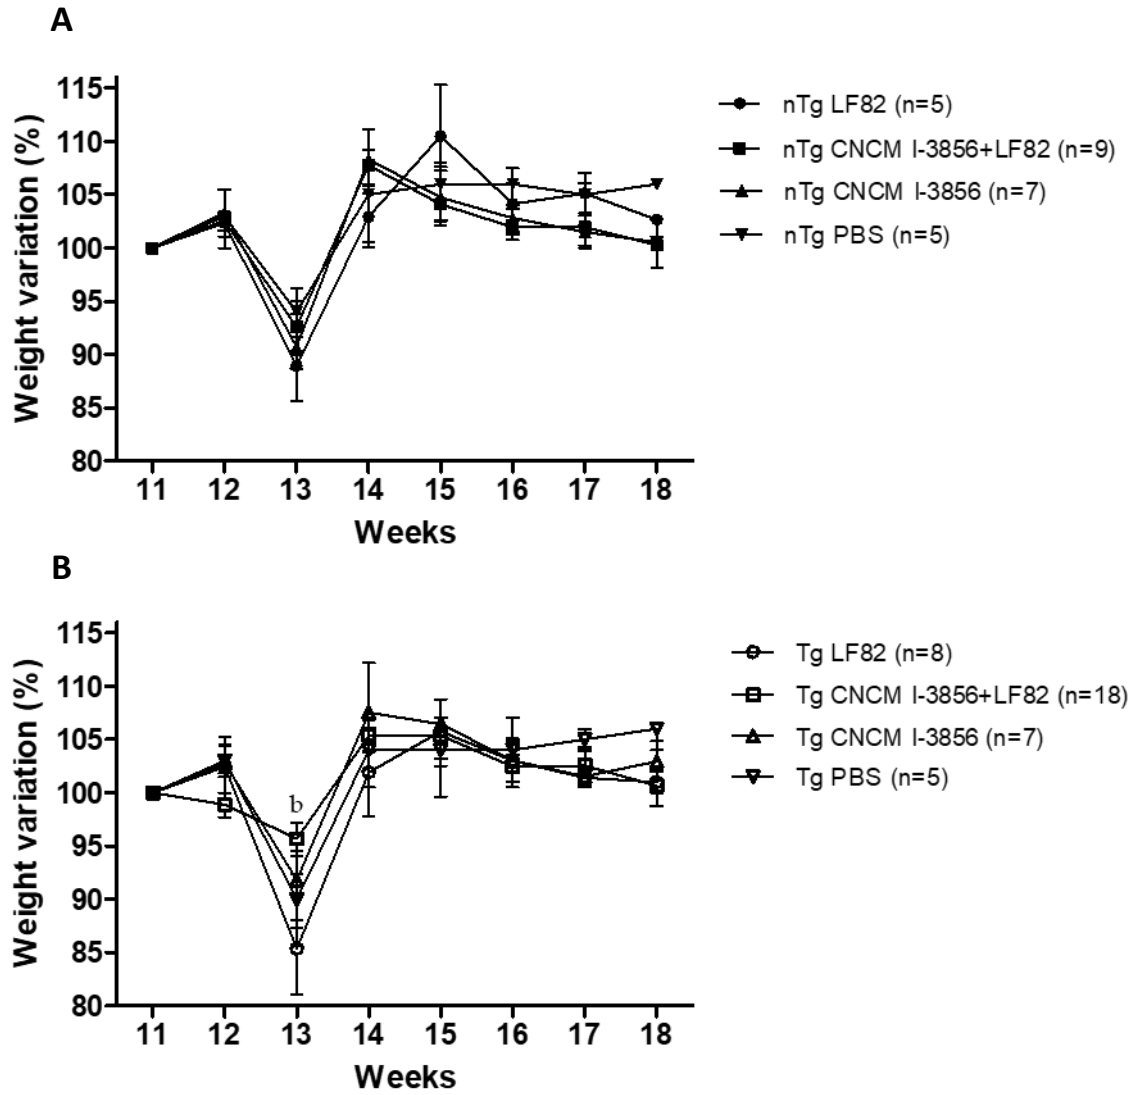 A
Weight variation (%)
115
110
105
100
95
90
85
80
11 12 13 14 15 16 17 18
Weeks
nTg LF82 (n=5)
nTg CNCM I-3856+LF82 (n=9)
nTg CNCM I-3856 (n=7)
nTg PBS (n=5)
B
Weight variation (%)
115
110
105
100
95
90
85
80
b
11 12 13 14 15 16 17 18
Weeks
Tg LF82 (n=8)
Tg CNCM I-3856+LF82 (n=18)
Tg CNCM I-3856 (n=7)
Tg PBS (n=5)